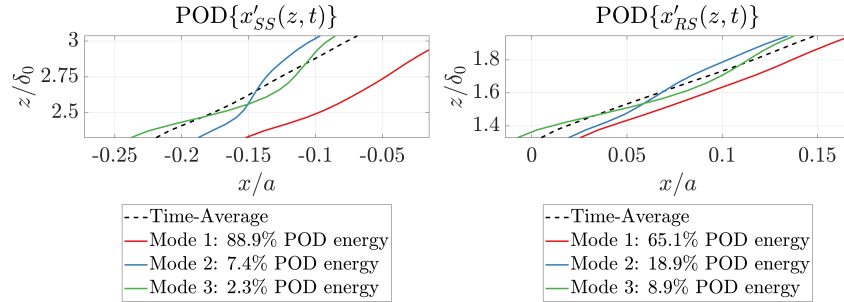 POD{x′_SS(z, t)}
z/δ₀
3
2.75
2.5
-0.25 -0.2 -0.15 -0.1 -0.05
x/a
Time-Average
Mode 1: 88.9% POD energy
Mode 2: 7.4% POD energy
Mode 3: 2.3% POD energy
POD{x′_RS(z, t)}
z/δ₀
1.8
1.6
1.4
0 0.05 0.1 0.15
x/a
Time-Average
Mode 1: 65.1% POD energy
Mode 2: 18.9% POD energy
Mode 3: 8.9% POD energy